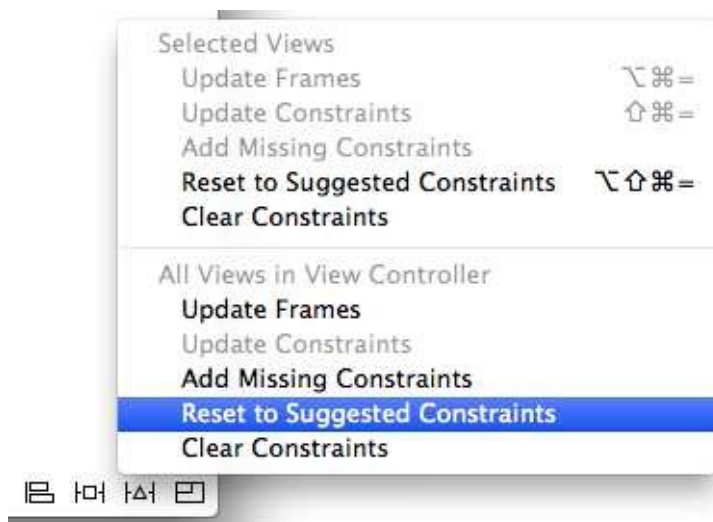 Selected Views
Update Frames ⌥⌘=
Update Constraints ⇧⌘=
Add Missing Constraints
Reset to Suggested Constraints ⌥⇧⌘=
Clear Constraints
All Views in View Controller
Update Frames
Update Constraints
Add Missing Constraints
Reset to Suggested Constraints
Clear Constraints